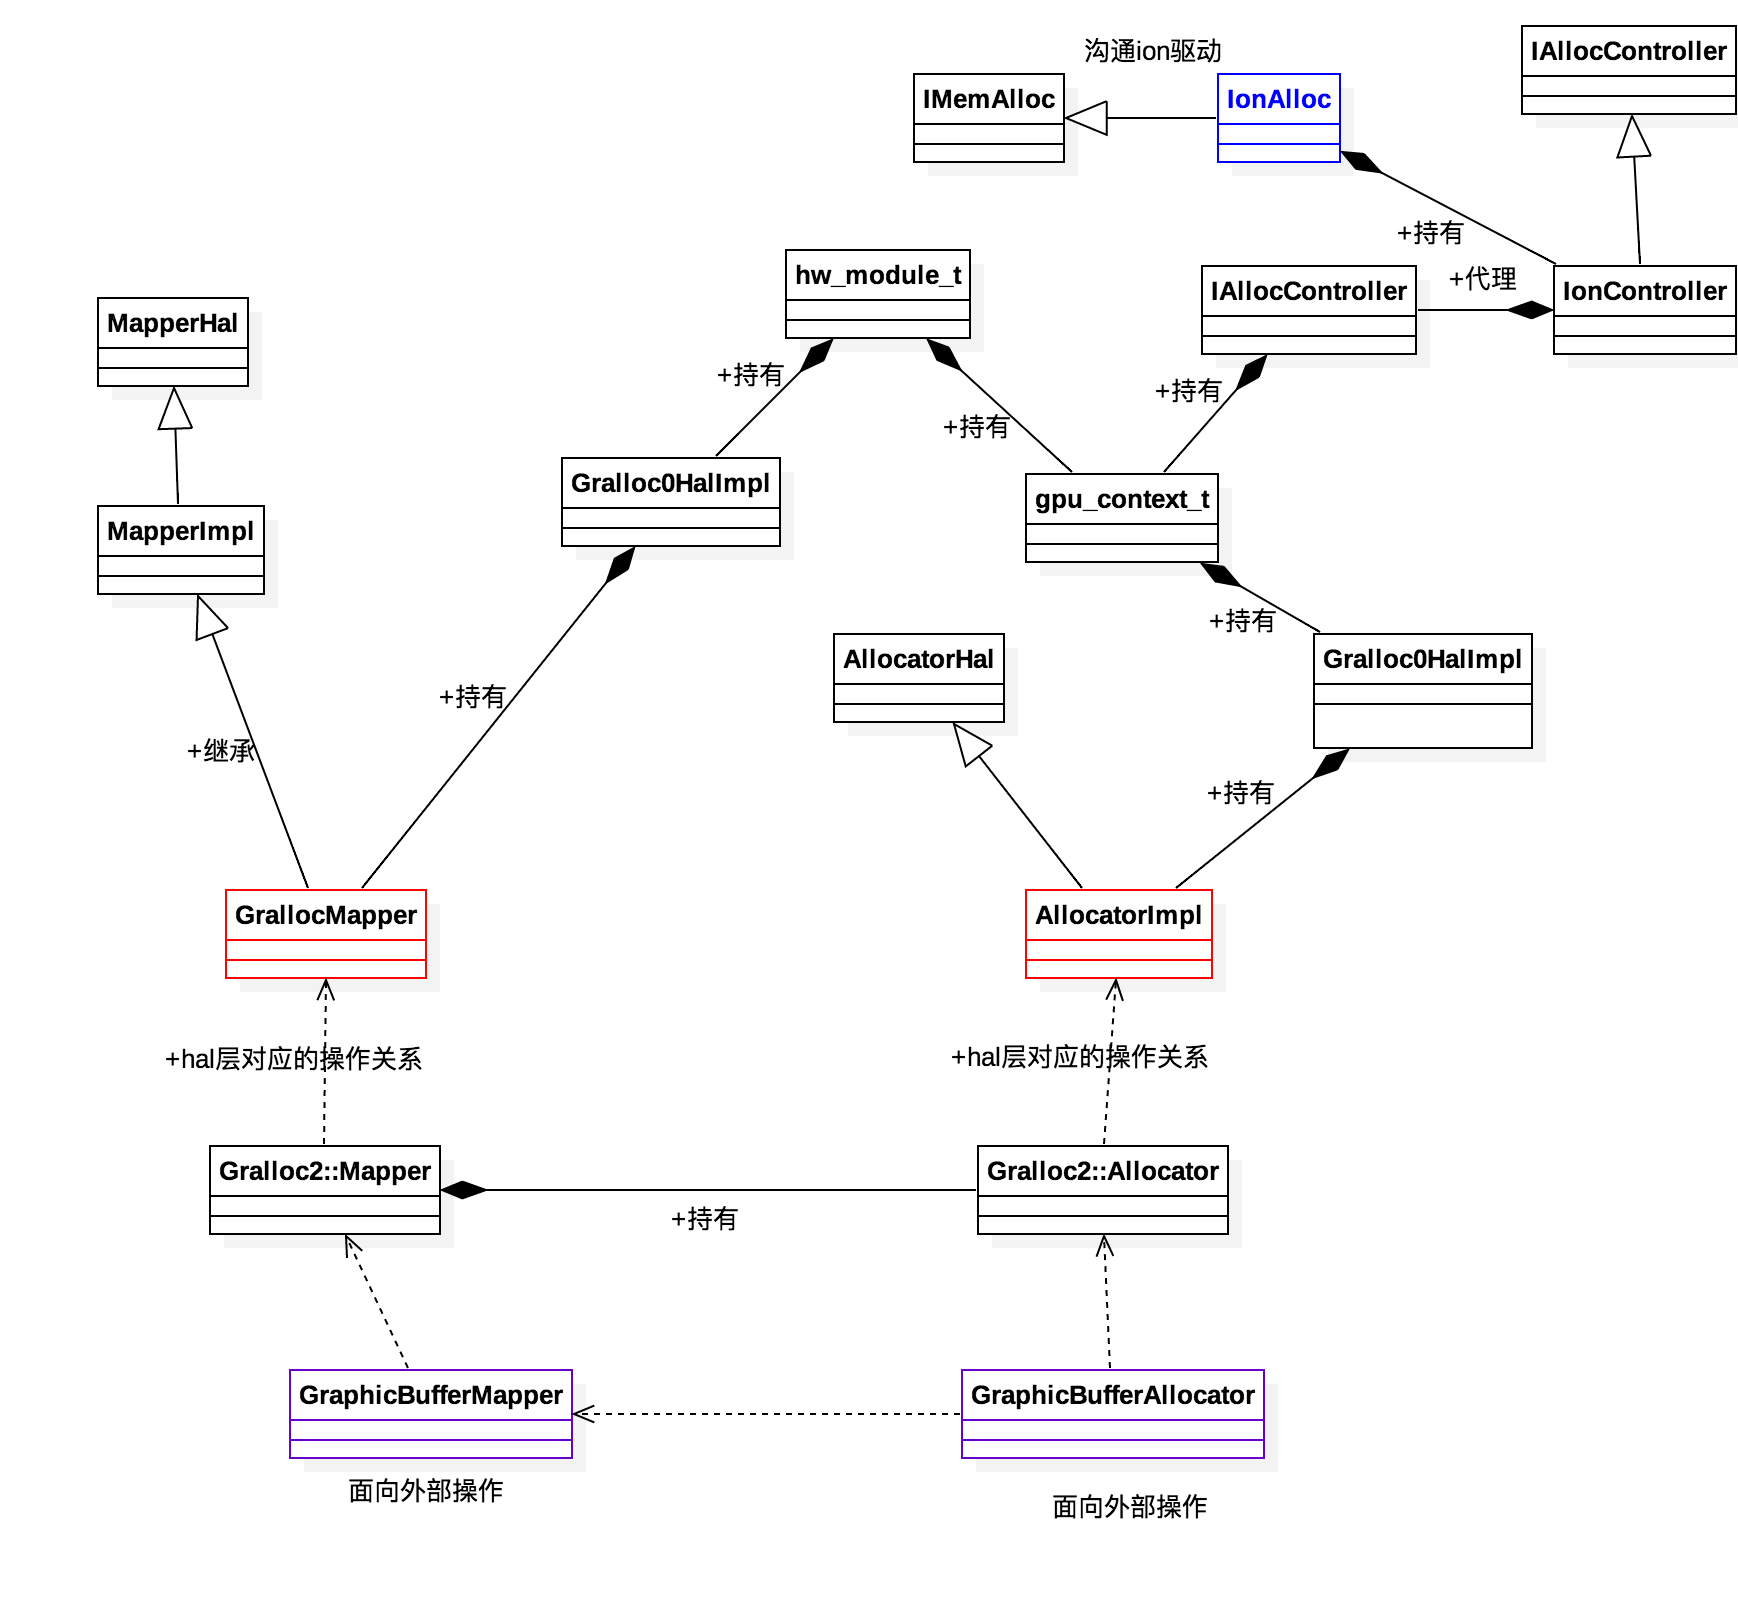 IAllocController
沟通ion驱动
IMemAlloc
IonAlloc
+持有
hw_module_t
IAllocController
+代理
IonController
MapperHal
+持有
+持有
+持有
Gralloc0HalImpl
gpu_context_t
MapperImpl
+持有
AllocatorHal
Gralloc0HalImpl
+持有
+继承
+持有
GrallocMapper
AllocatorImpl
+hal层对应的操作关系
+hal层对应的操作关系
Gralloc2::Mapper
Gralloc2::Allocator
+持有
GraphicBufferMapper
GraphicBufferAllocator
面向外部操作
面向外部操作